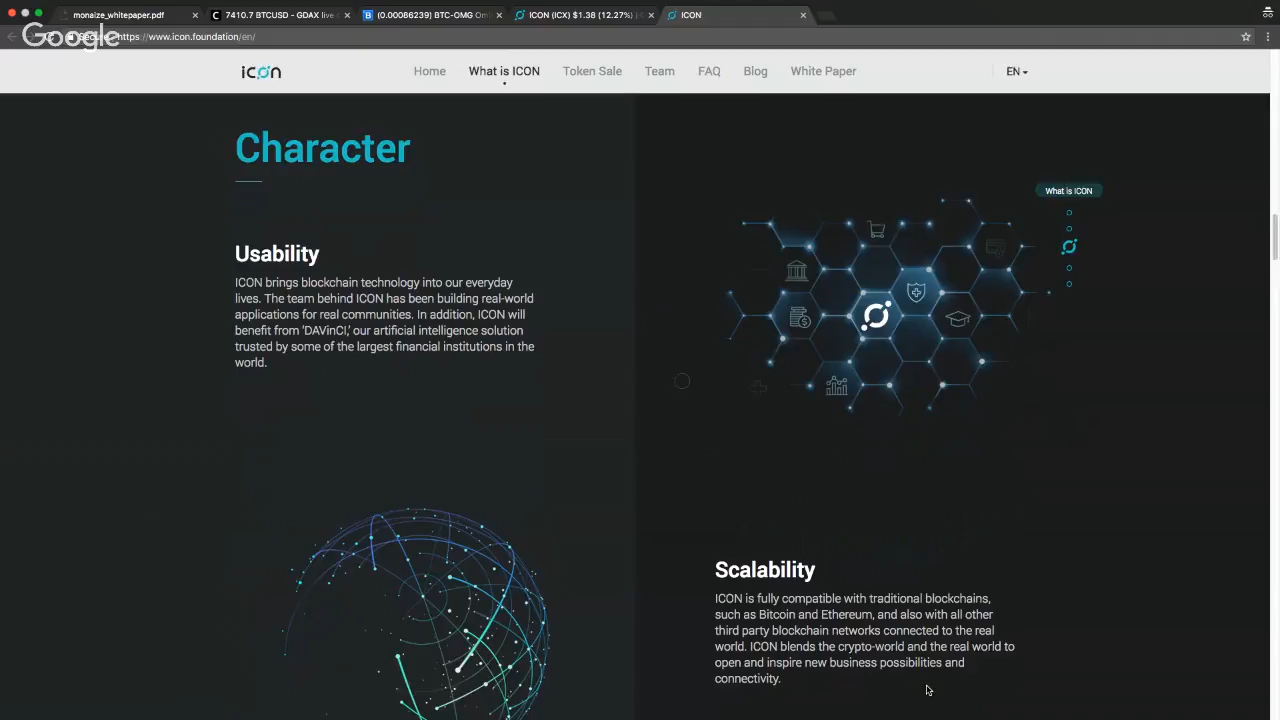 monaize_whitepaper.pdf
7410.7 BTCUSD - GDAX live
(0.00086239) BTC-OMG Om
ICON (ICX) $1.38 (12.27%) |
ICON
Google
Secure
https://www.icon.foundation/en/
icon
Home
What is ICON
Token Sale
Team
FAQ
Blog
White Paper
EN
Character
What is ICON
Usability
ICON brings blockchain technology into our everyday
lives. The team behind ICON has been building real-world
applications for real communities. In addition, ICON will
benefit from 'DAVinCI,' our artificial intelligence solution
trusted by some of the largest financial institutions in the
world.
Scalability
ICON is fully compatible with traditional blockchains,
such as Bitcoin and Ethereum, and also with all other
third party blockchain networks connected to the real
world. ICON blends the crypto-world and the real world to
open and inspire new business possibilities and
connectivity.